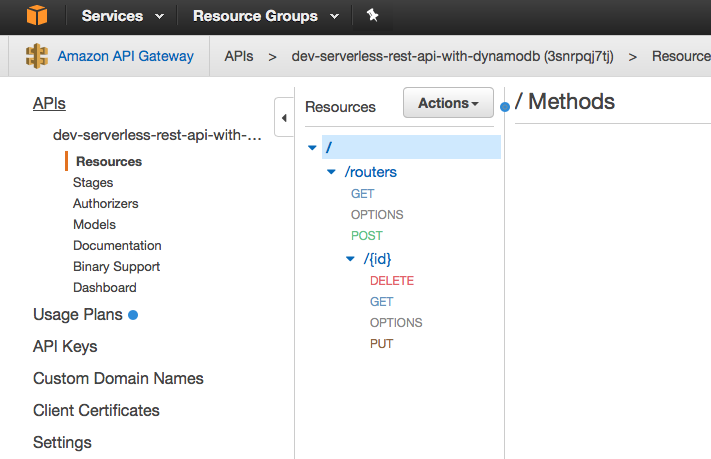 Services Resource Groups
Amazon API Gateway APIs > dev-serverless-rest-api-with-dynamodb (3snrpqj7tj) > Resource
APIs
dev-serverless-rest-api-with-...
Resources
Stages
Authorizers
Models
Documentation
Binary Support
Dashboard
Usage Plans
API Keys
Custom Domain Names
Client Certificates
Settings
Resources Actions
/
/routers
GET
OPTIONS
POST
/{id}
DELETE
GET
OPTIONS
PUT
/ Methods